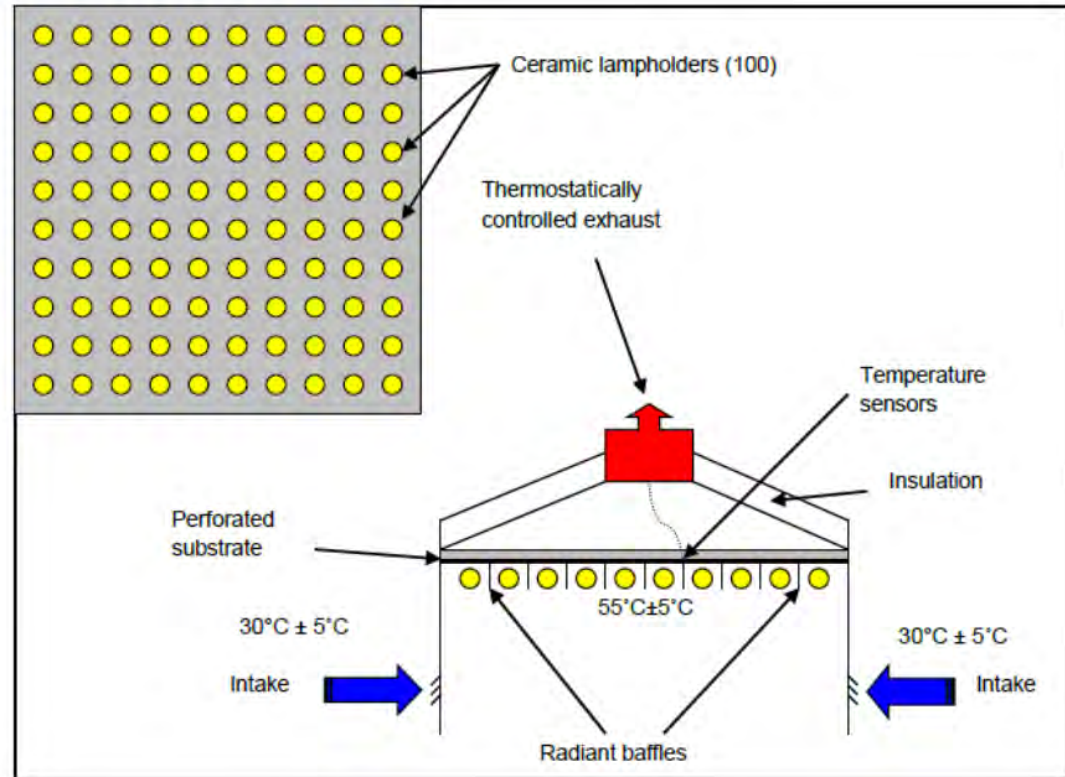 Ceramic lampholders (100)
Thermostatically
controlled exhaust
Temperature
sensors
Insulation
Perforated
substrate
55°C±5°C
30°C ± 5°C
30°C ± 5°C
Intake
Intake
Radiant baffles